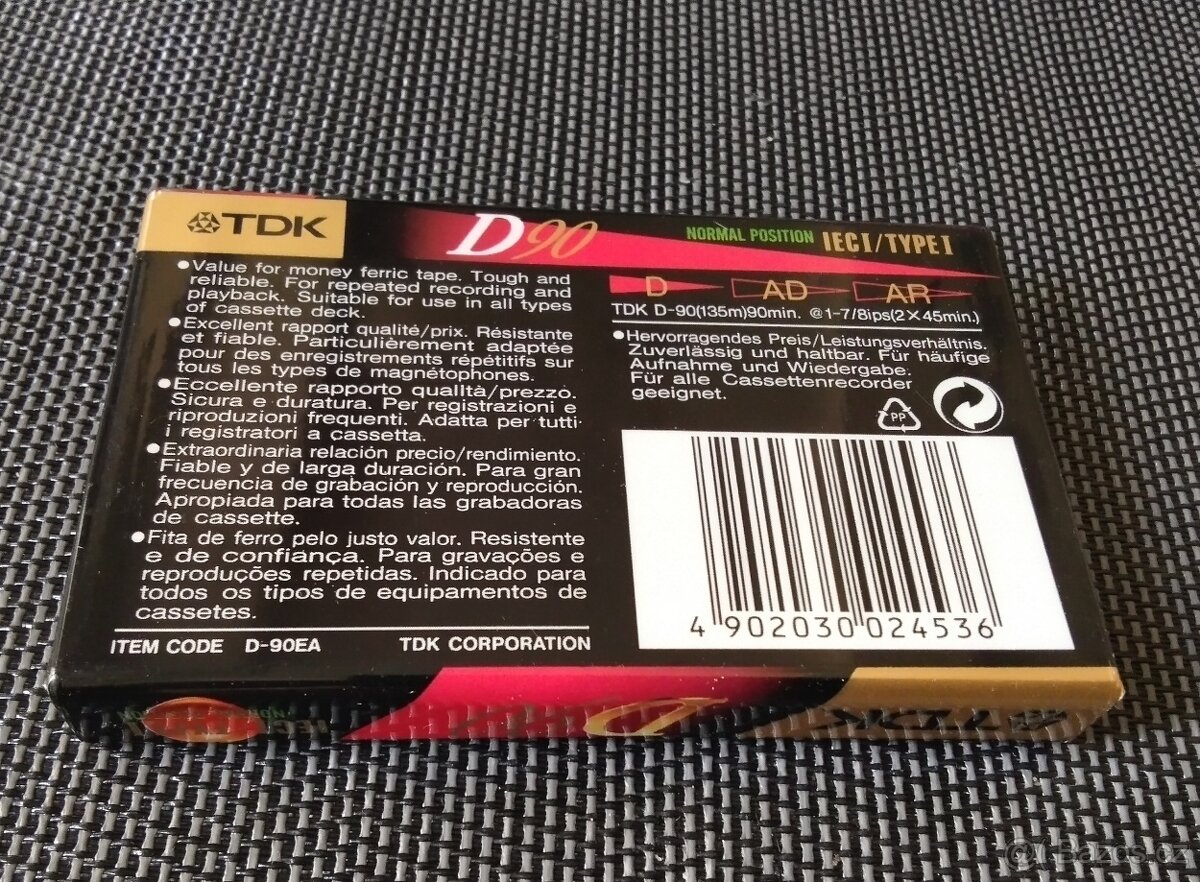 TDK
D90
NORMAL POSITION IECI/TYPE I
• Value for money ferric tape. Tough and
reliable. For repeated recording and
playback. Suitable for use in all types
of cassette deck.
• Excellent rapport qualité/prix. Résistante
et fiable. Particulièrement adaptée
pour des enregistrements répétitifs sur
tous les types de magnétophones.
• Eccellente rapporto qualità/prezzo.
Sicura e duratura. Per registrazioni e
riproduzioni frequenti. Adatta per tutti
i registratori a cassetta.
• Extraordinaria relación precio/rendimiento.
Fiable y de larga duración. Para gran
frecuencia de grabación y reproducción.
Apropiada para todas las grabadoras
de cassette.
• Fita de ferro pelo justo valor. Resistente
e de confiança. Para gravações e
reproduções repetidas. Indicado para
todos os tipos de equipamentos de
cassetes.
ITEM CODE D-90EA TDK CORPORATION
D AD AR
TDK D-90(135m)90min. @1-7/8ips(2×45min.)
• Hervorragendes Preis/Leistungsverhältnis.
Zuverlässig und haltbar. Für häufige
Aufnahme und Wiedergabe.
Für alle Cassettenrecorder
geeignet.
PP
4 902030 024536
TDK
Bazos.cz